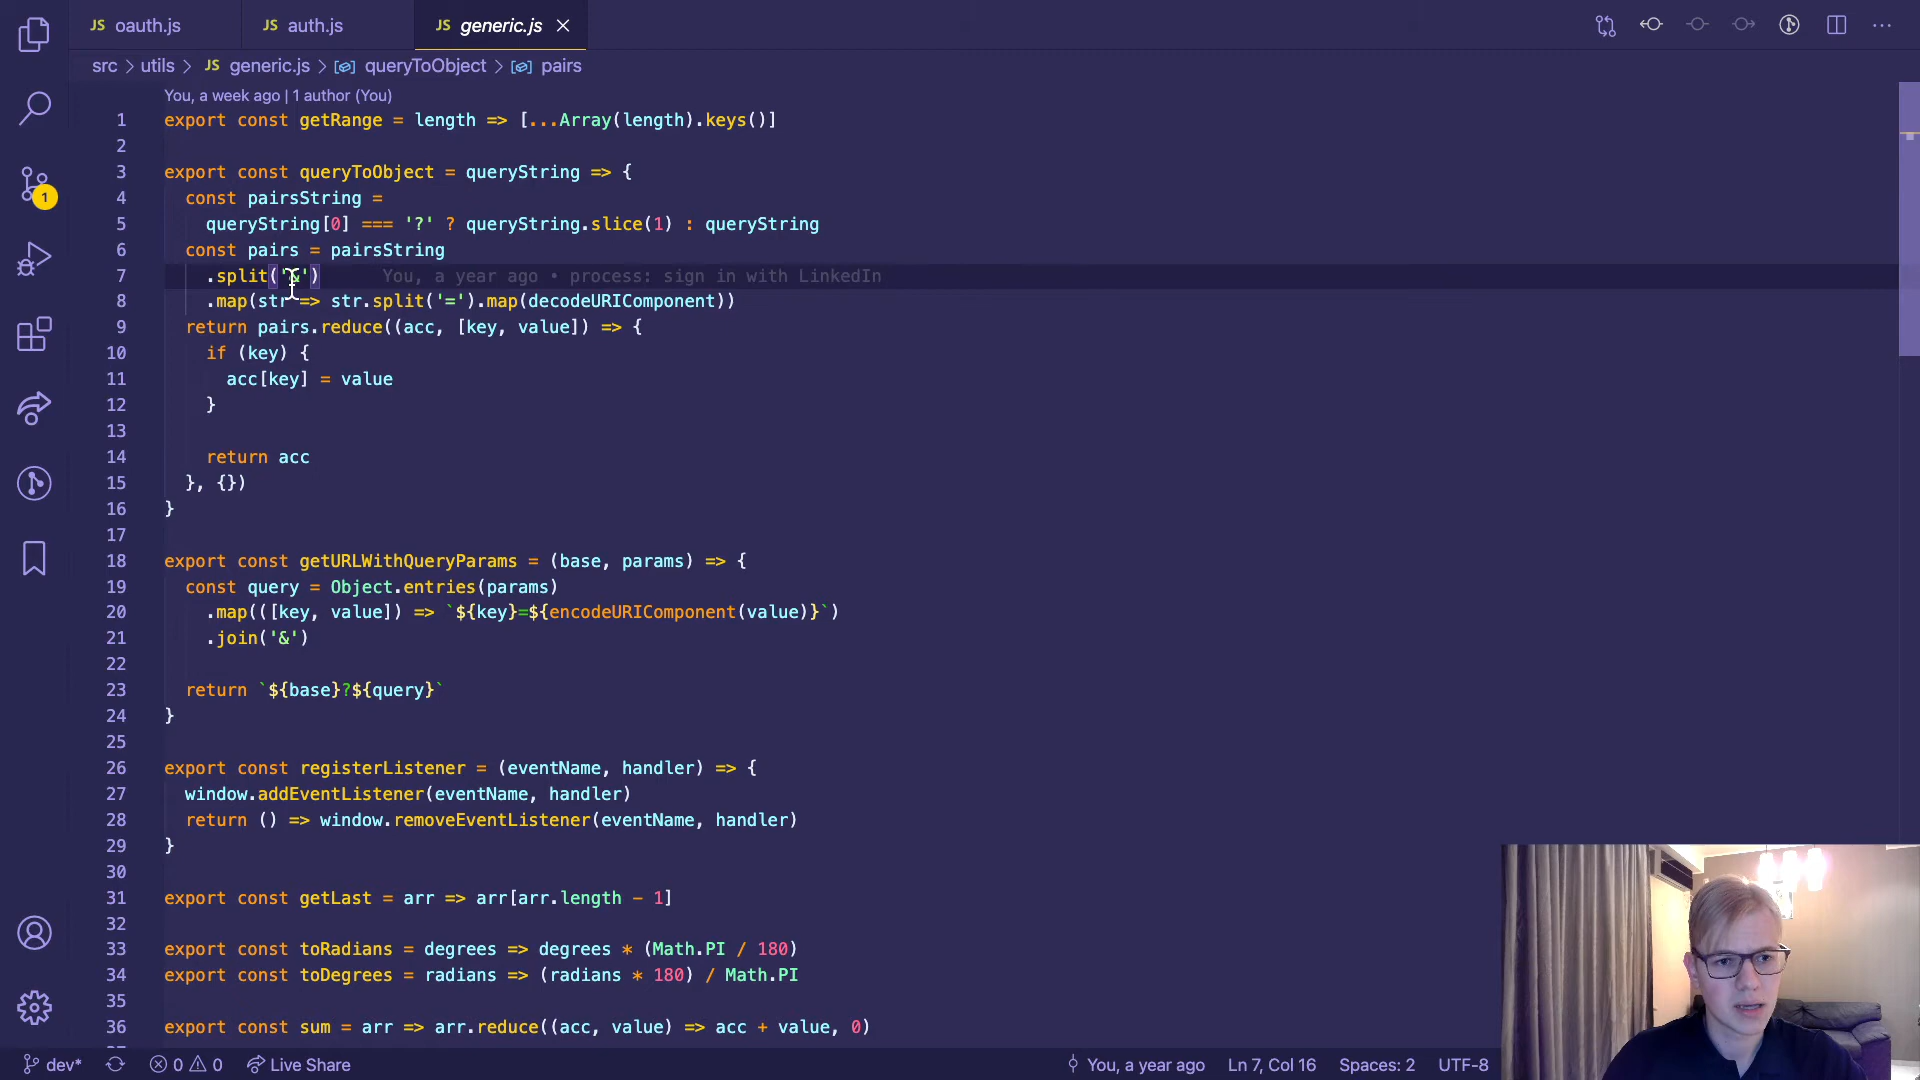 JS oauth.js
JS auth.js
JS generic.js
src > utils > JS generic.js > queryToObject > pairs
You, a week ago | 1 author (You)
1 export const getRange = length => [...Array(length).keys()]
2
3 export const queryToObject = queryString => {
4 const pairsString =
5 queryString[0] === '?' ? queryString.slice(1) : queryString
6 const pairs = pairsString
7 .split('&') You, a year ago • process: sign in with LinkedIn
8 .map(str => str.split('=').map(decodeURIComponent))
9 return pairs.reduce((acc, [key, value]) => {
10 if (key) {
11 acc[key] = value
12 }
13
14 return acc
15 }, {})
16 }
17
18 export const getURLWithQueryParams = (base, params) => {
19 const query = Object.entries(params)
20 .map(([key, value]) => `${key}=${encodeURIComponent(value)}`)
21 .join('&')
22
23 return `${base}?${query}`
24 }
25
26 export const registerListener = (eventName, handler) => {
27 window.addEventListener(eventName, handler)
28 return () => window.removeEventListener(eventName, handler)
29 }
30
31 export const getLast = arr => arr[arr.length - 1]
32
33 export const toRadians = degrees => degrees * (Math.PI / 180)
34 export const toDegrees = radians => (radians * 180) / Math.PI
35
36 export const sum = arr => arr.reduce((acc, value) => acc + value, 0)
1
dev* 0 0 Live Share You, a year ago Ln 7, Col 16 Spaces: 2 UTF-8